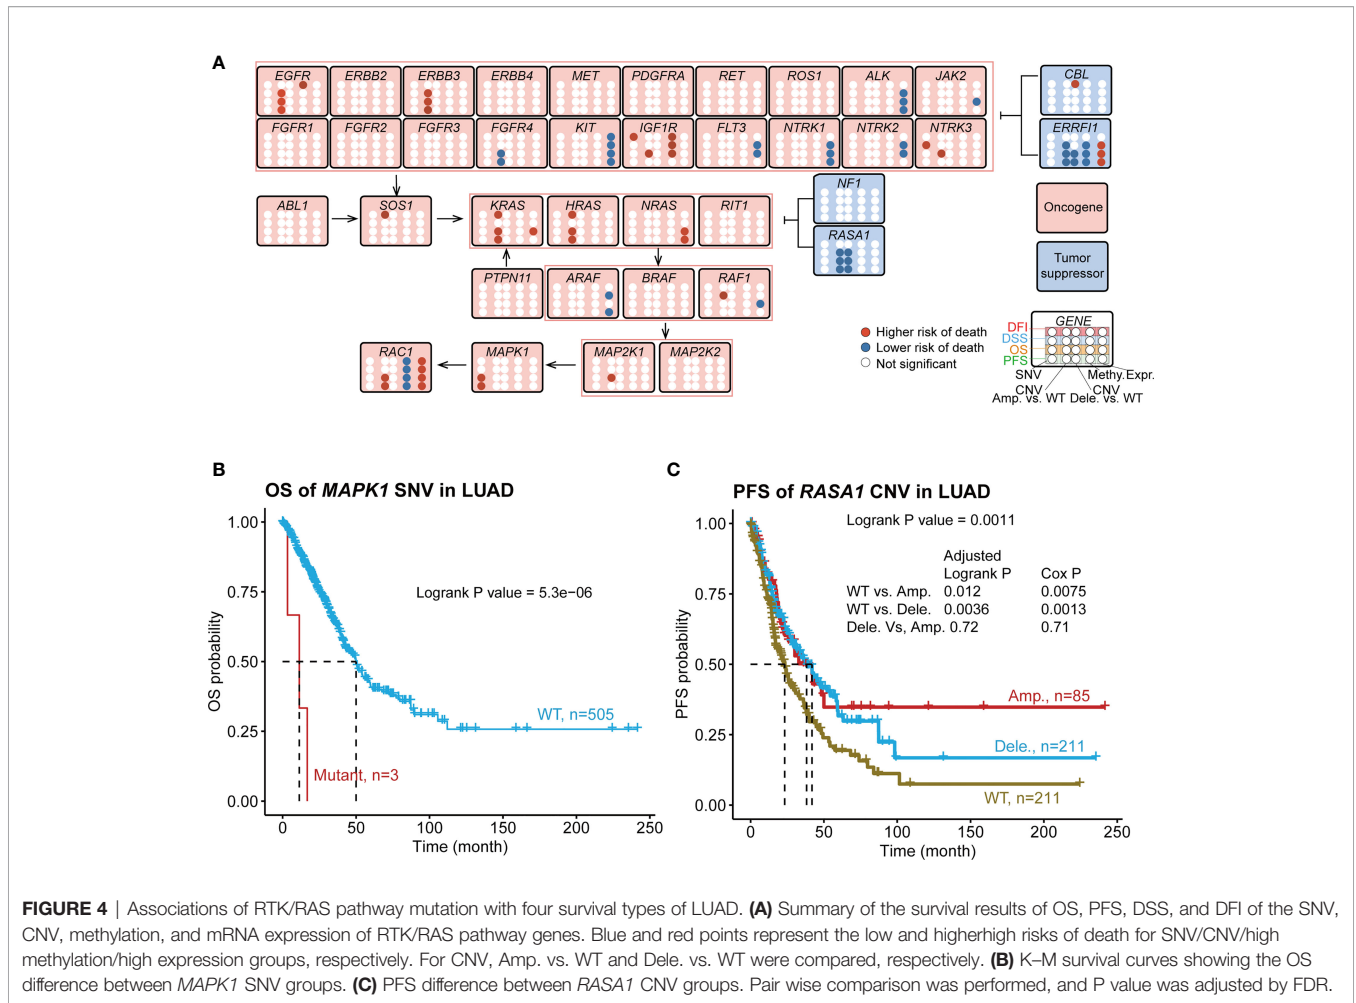 A
EGFR ERBB2 ERBB3 ERBB4 MET PDGFRA RET ROS1 ALK JAK2
CBL
FGFR1 FGFR2 FGFR3 FGFR4 KIT IGF1R FLT3 NTRK1 NTRK2 NTRK3
ERRFI1
ABL1 SOS1 KRAS HRAS NRAS RIT1
NF1
RASA1
Oncogene
Tumor
suppressor
PTPN11 ARAF BRAF RAF1
RAC1 MAPK1 MAP2K1 MAP2K2
Higher risk of death
Lower risk of death
Not significant
GENE
DFI
DSS
OS
PFS
SNV Methy. Expr.
CNV CNV
Amp. vs. WT Dele. vs. WT
B
OS of MAPK1 SNV in LUAD
1.00
0.75
0.50
0.25
0.00
OS probability
Logrank P value = 5.3e−06
WT, n=505
Mutant, n=3
0 50 100 150 200 250
Time (month)
C
PFS of RASA1 CNV in LUAD
Logrank P value = 0.0011
Adjusted
Logrank P Cox P
WT vs. Amp. 0.012 0.0075
WT vs. Dele. 0.0036 0.0013
Dele. Vs, Amp. 0.72 0.71
1.00
0.75
0.50
0.25
0.00
PFS probability
Amp., n=85
Dele., n=211
WT, n=211
0 50 100 150 200 250
Time (month)
FIGURE 4 | Associations of RTK/RAS pathway mutation with four survival types of LUAD. (A) Summary of the survival results of OS, PFS, DSS, and DFI of the SNV,
CNV, methylation, and mRNA expression of RTK/RAS pathway genes. Blue and red points represent the low and higherhigh risks of death for SNV/CNV/high
methylation/high expression groups, respectively. For CNV, Amp. vs. WT and Dele. vs. WT were compared, respectively. (B) K–M survival curves showing the OS
difference between MAPK1 SNV groups. (C) PFS difference between RASA1 CNV groups. Pair wise comparison was performed, and P value was adjusted by FDR.